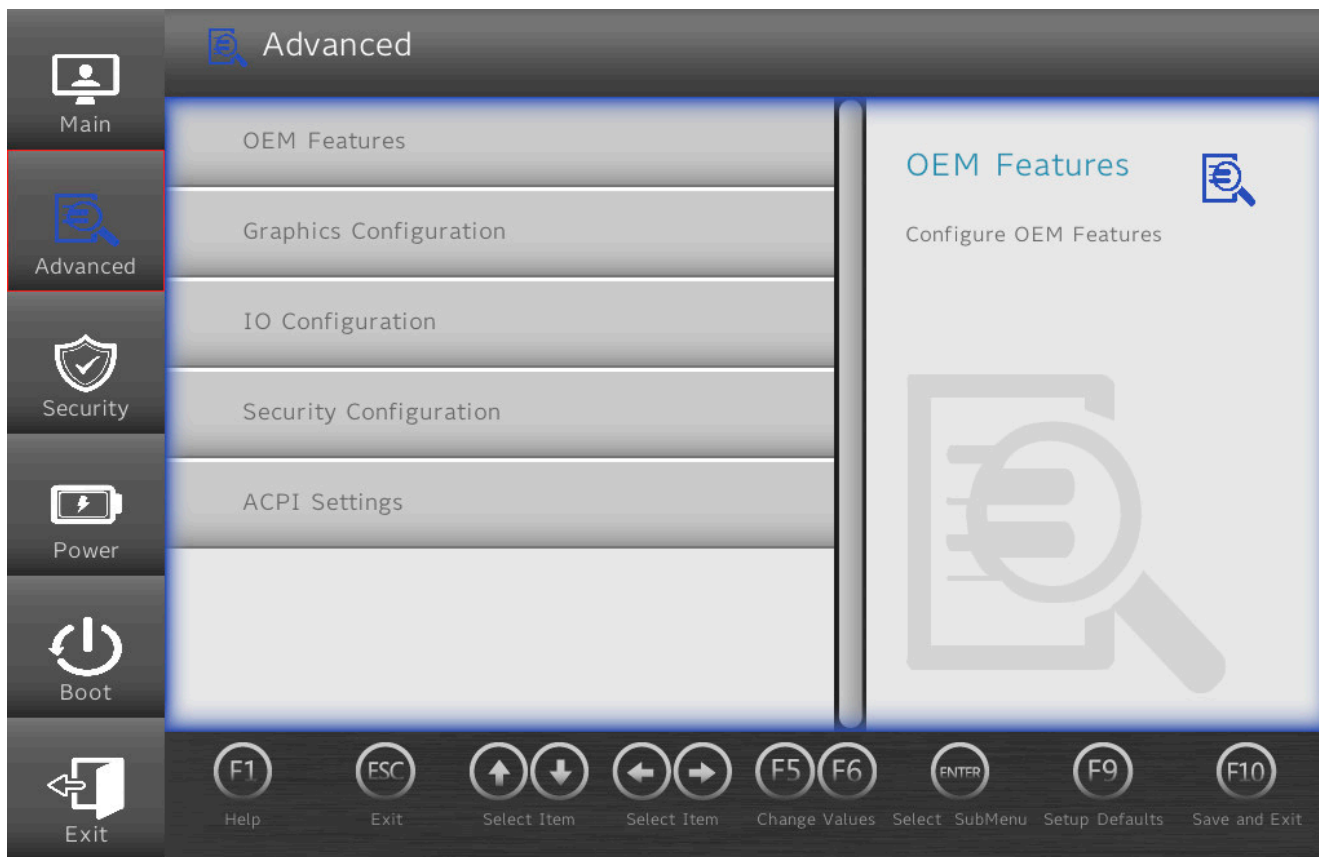 Advanced
Main
Advanced
Security
Power
Boot
Exit
OEM Features
Graphics Configuration
IO Configuration
Security Configuration
ACPI Settings
OEM Features
Configure OEM Features
F1
Help
ESC
Exit
Select Item
Select Item
F5 F6
Change Values
ENTER
Select SubMenu
F9
Setup Defaults
F10
Save and Exit